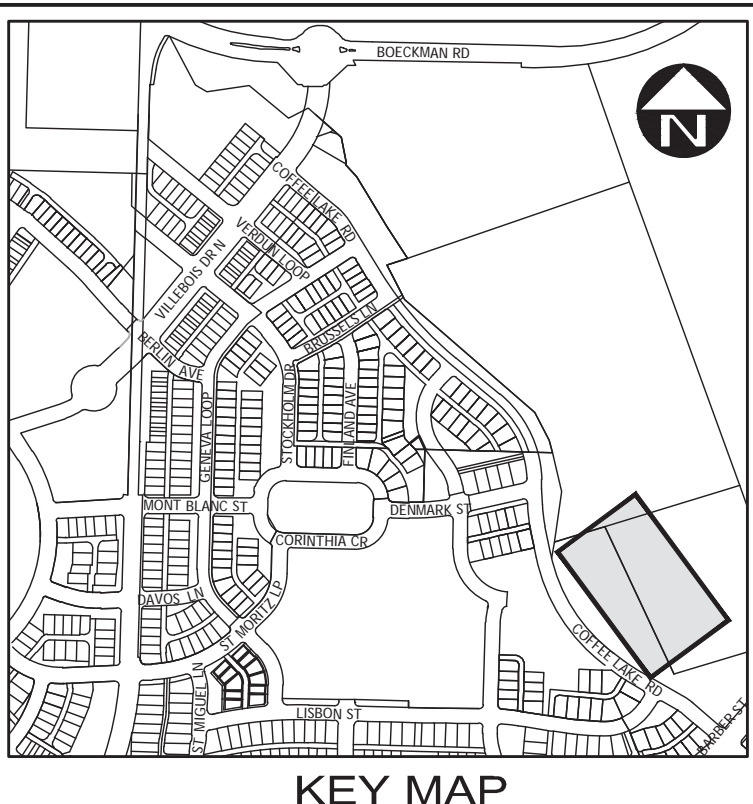 BOECKMAN RD
N
COFFEE LAKE RD
VERDUN LOOP
VILLEBOIS DR N
BRUSSELS LN
BERLIN AVE
STOCKHOLM DR
FINLAND AVE
GENEVA LOOP
MONT BLANC ST
DENMARK ST
CORINTHIA CR
DAVOS LN
ST MORITZ LP
COFFEE LAKE RD
ST MIGUEL LN
LISBON ST
BARBER ST
KEY MAP